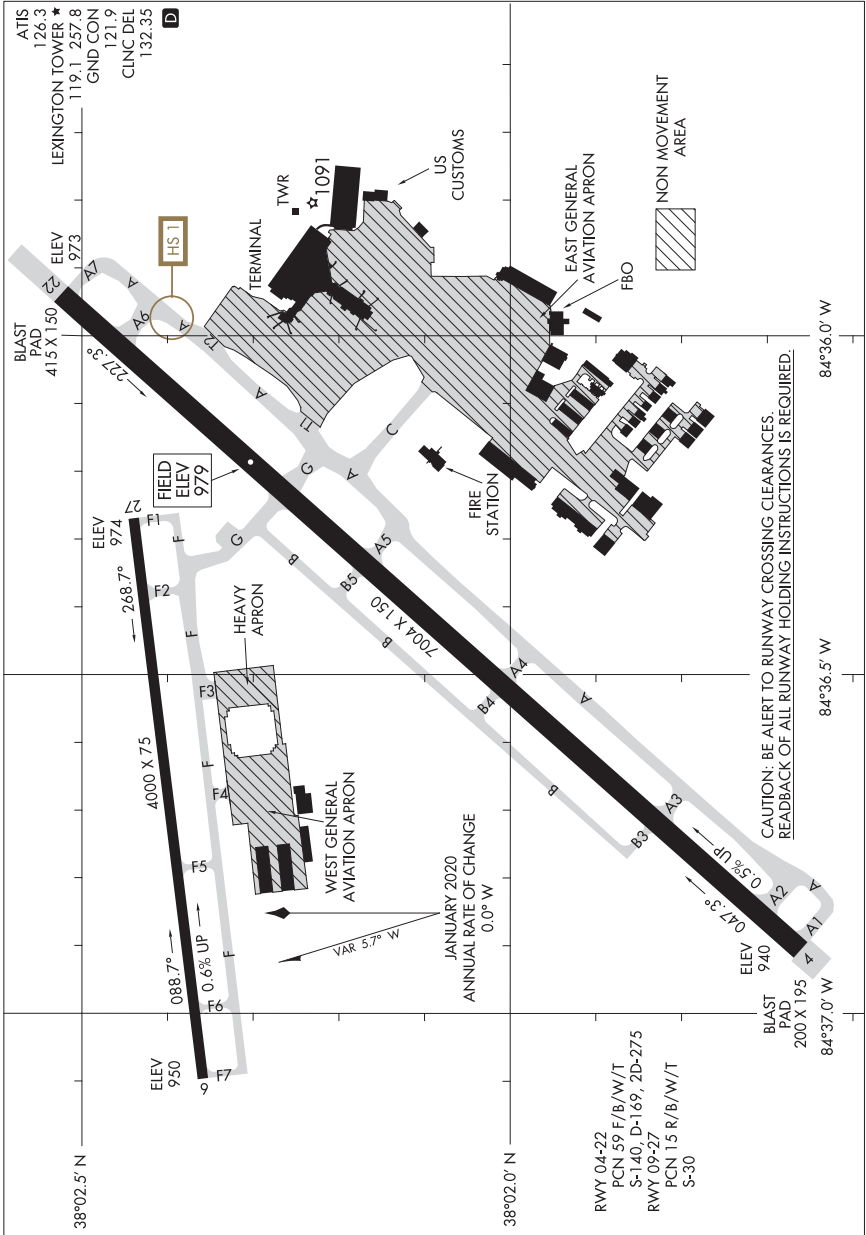 ATIS
126.3
LEXINGTON TOWER ★
119.1 257.8
GND CON
121.9
CLNC DEL
132.35
D
BLAST
PAD
415 X 150
22
ELEV
973
A7
A
HS 1
A6
A
T2
227.3°
TERMINAL
TWR
1091
US
CUSTOMS
NON MOVEMENT
AREA
EAST GENERAL
AVIATION APRON
FBO
FIELD
ELEV
979
A
T1
G
A
C
FIRE
STATION
ELEV
974
27
F1
F
G
268.7°
F2
F
HEAVY
APRON
B
B5
A5
7004 X 150
B
F3
F
F4
4000 X 75
WEST GENERAL
AVIATION APRON
B4
A4
A
B
F5
088.7°
0.6% UP
F
F6
ELEV
950
9
F7
VAR 5.7° W
JANUARY 2020
ANNUAL RATE OF CHANGE
0.0° W
B3
A3
0.5% UP
047.3°
A2
A
A1
4
ELEV
940
BLAST
PAD
200 X 195
CAUTION: BE ALERT TO RUNWAY CROSSING CLEARANCES.
READBACK OF ALL RUNWAY HOLDING INSTRUCTIONS IS REQUIRED.
84°36.0' W
84°36.5' W
84°37.0' W
38°02.5' N
38°02.0' N
RWY 04-22
PCN 59 F/B/W/T
S-140, D-169, 2D-275
RWY 09-27
PCN 15 R/B/W/T
S-30